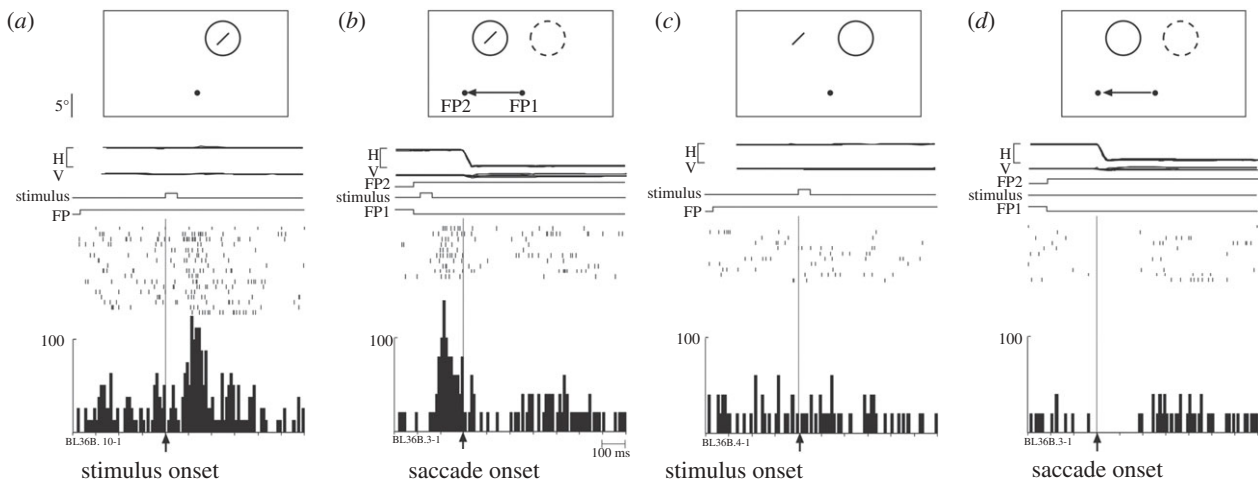 (a)
5°
H
V
stimulus
FP
100
BL36B. 10-1
stimulus onset
(b)
FP2
FP1
H
V
FP2
stimulus
FP1
100
BL36B.3-1
100 ms
saccade onset
(c)
H
V
stimulus
FP
100
BL36B.4-1
stimulus onset
(d)
H
V
FP2
stimulus
FP1
100
BL36B.3-1
saccade onset